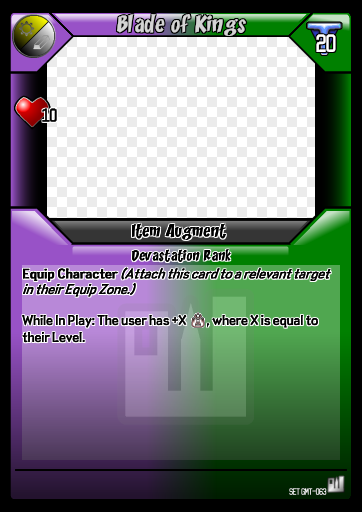 Blade of Kings
20
10
Item Augment
Devastation Rank
Equip Character (Attach this card to a relevant target
in their Equip Zone.)
While In Play: The user has +X , where X is equal to
their Level.
SET GMT-063